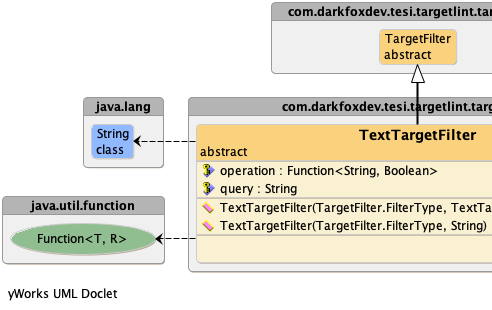 com.darkfoxdev.tesi.targetlint.tar
TargetFilter
abstract
java.lang
String
class
com.darkfoxdev.tesi.targetlint.targ
TextTargetFilter
abstract
operation : Function<String, Boolean>
query : String
TextTargetFilter(TargetFilter.FilterType, TextTa
TextTargetFilter(TargetFilter.FilterType, String)
java.util.function
Function<T, R>
yWorks UML Doclet